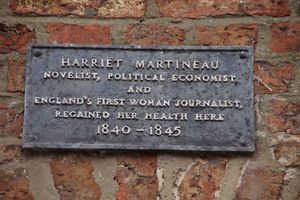 HARRIET MARTINEAU
NOVELIST, POLITICAL ECONOMIST
AND
ENGLAND'S FIRST WOMAN JOURNALIST,
REGAINED HER HEALTH HERE
1840-1845